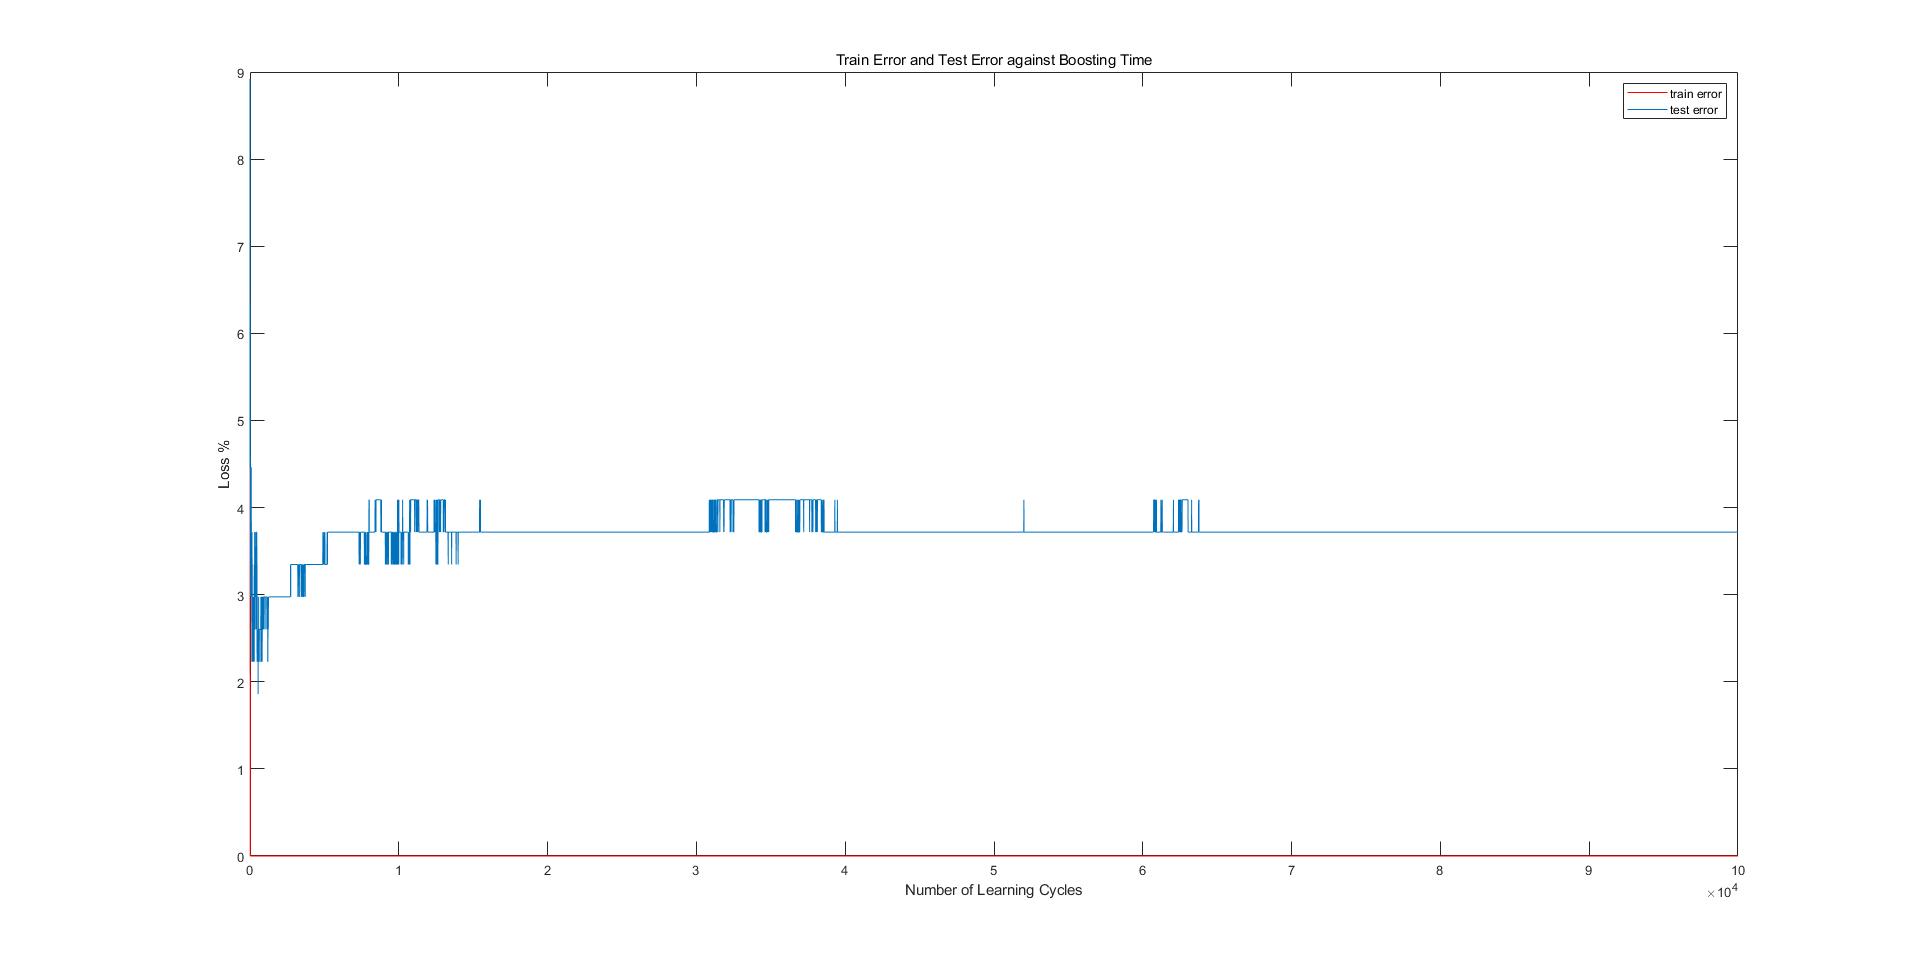 Train Error and Test Error against Boosting Time
train error
test error
9
8
7
6
5
4
3
2
1
0
Loss %
0 1 2 3 4 5 6 7 8 9 10
Number of Learning Cycles
×10⁴